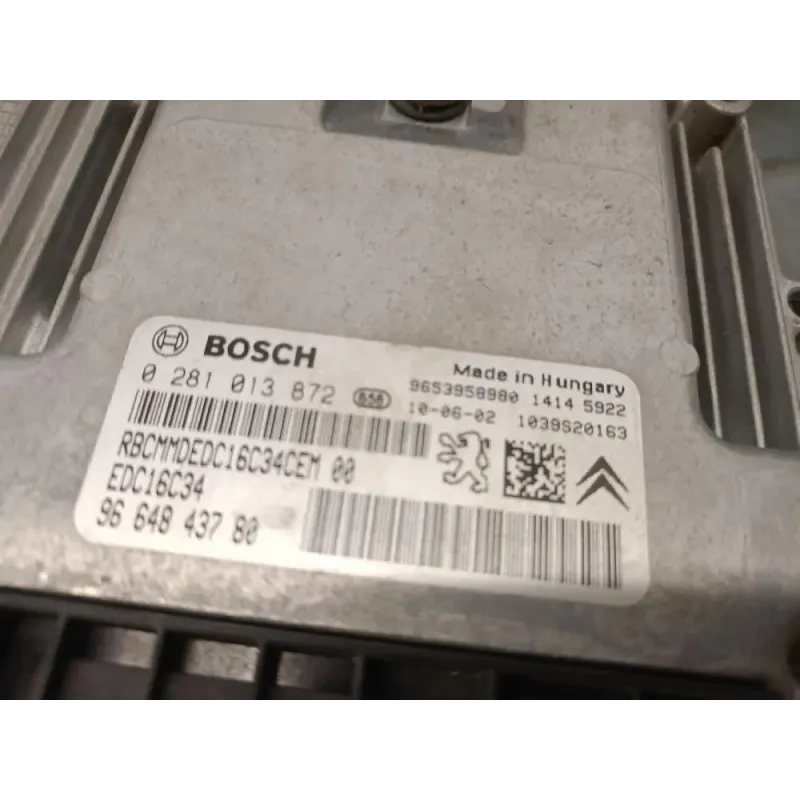 BOSCH
Made in Hungary
0 281 013 872
9653958980 1414 5922
10-06-02 1039S20163
RBCMMDEDC16C34CEM 00
EDC16C34
96 648 437 80